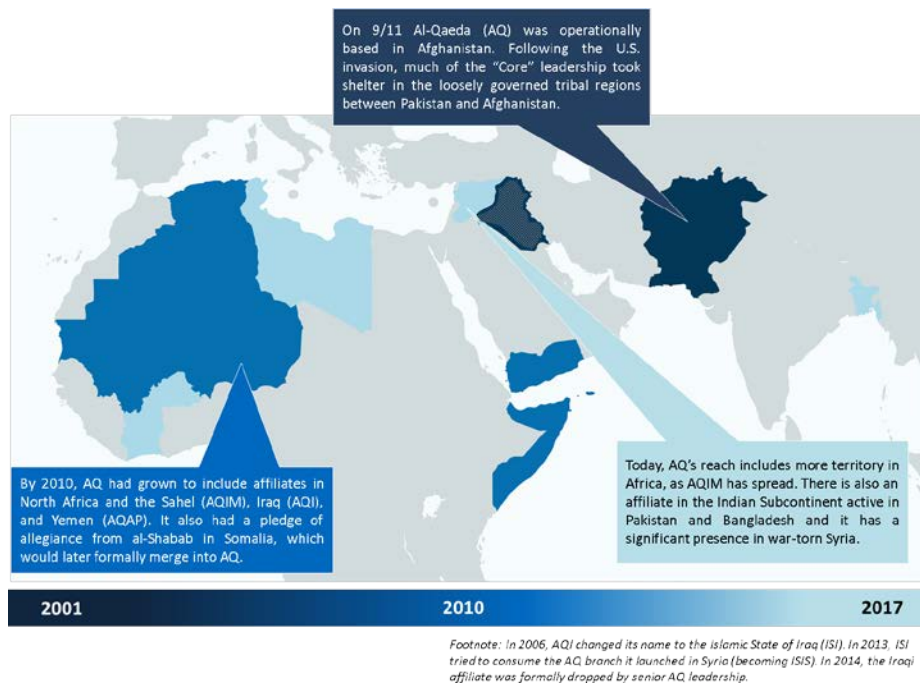 On 9/11 Al-Qaeda (AQ) was operationally
based in Afghanistan. Following the U.S.
invasion, much of the “Core” leadership took
shelter in the loosely governed tribal regions
between Pakistan and Afghanistan.
By 2010, AQ had grown to include affiliates in
North Africa and the Sahel (AQIM), Iraq (AQI),
and Yemen (AQAP). It also had a pledge of
allegiance from al-Shabab in Somalia, which
would later formally merge into AQ.
Today, AQ’s reach includes more territory in
Africa, as AQIM has spread. There is also an
affiliate in the Indian Subcontinent active in
Pakistan and Bangladesh and it has a
significant presence in war-torn Syria.
2001 2010 2017
Footnote: In 2006, AQI changed its name to the Islamic State of Iraq (ISI). In 2013, ISI
tried to consume the AQ branch it launched in Syria (becoming ISIS). In 2014, the Iraqi
affiliate was formally dropped by senior AQ leadership.